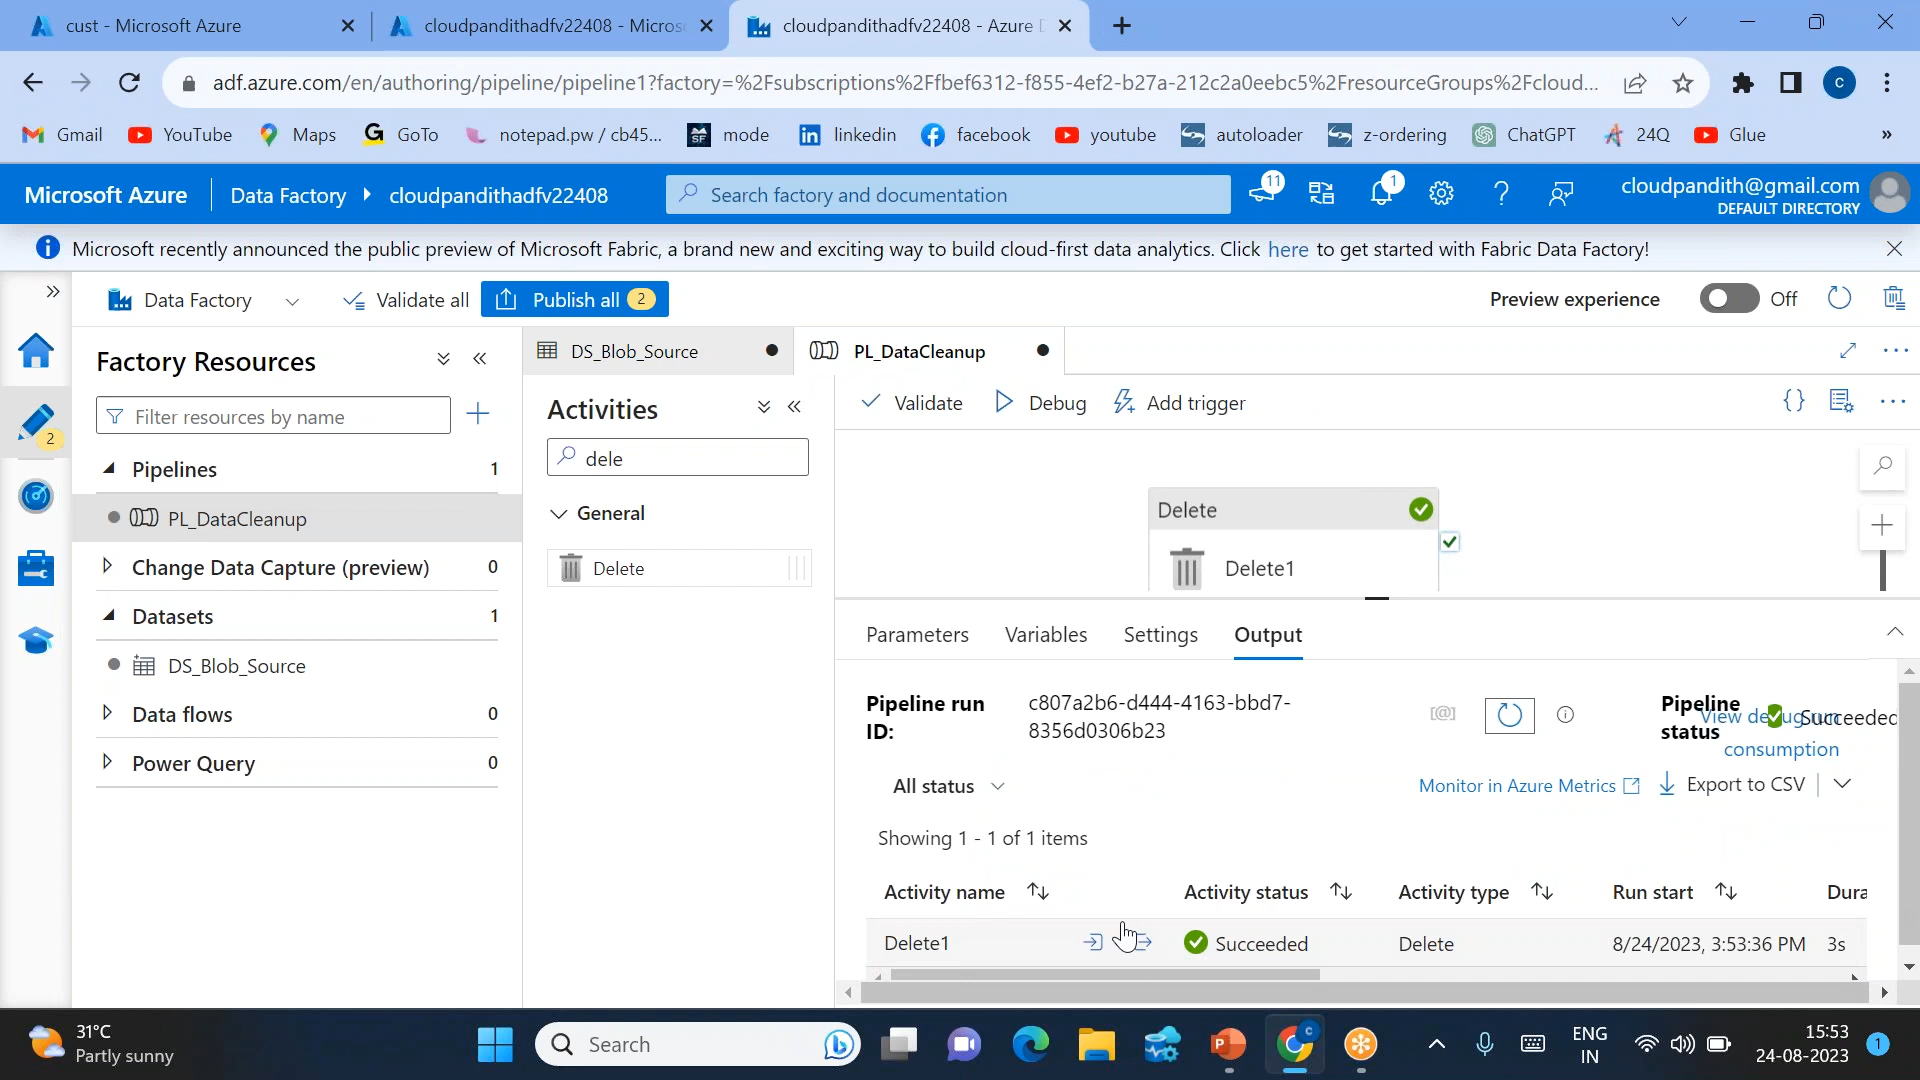 cust - Microsoft Azure
cloudpandithadfv22408 - Micros
cloudpandithadfv22408 - Azure D
adf.azure.com/en/authoring/pipeline/pipeline1?factory=%2Fsubscriptions%2Ffbef6312-f855-4ef2-b27a-212c2a0eebc5%2FresourceGroups%2Fcloud...
c
Gmail
YouTube
Maps
GoTo
notepad.pw / cb45...
mode
linkedin
facebook
youtube
autoloader
z-ordering
ChatGPT
24Q
Glue
»
Microsoft Azure
Data Factory
cloudpandithadfv22408
Search factory and documentation
11
1
cloudpandith@gmail.com
DEFAULT DIRECTORY
Microsoft recently announced the public preview of Microsoft Fabric, a brand new and exciting way to build cloud-first data analytics. Click here to get started with Fabric Data Factory!
Data Factory
Validate all
Publish all 2
Preview experience
Off
Factory Resources
DS_Blob_Source
PL_DataCleanup
2
Filter resources by name
Activities
Validate
Debug
Add trigger
dele
Pipelines 1
PL_DataCleanup
Change Data Capture (preview) 0
Datasets 1
DS_Blob_Source
Data flows 0
Power Query 0
General
Delete
Delete
Delete1
Parameters
Variables
Settings
Output
Pipeline run ID:
c807a2b6-d444-4163-bbd7-
8356d0306b23
Pipeline status
Succeeded
View debug run
consumption
All status
Monitor in Azure Metrics
Export to CSV
Showing 1 - 1 of 1 items
Activity name
Activity status
Activity type
Run start
Dura
Delete1
Succeeded
Delete
8/24/2023, 3:53:36 PM
3s
31°C
Partly sunny
Search
ENG
IN
15:53
24-08-2023
1